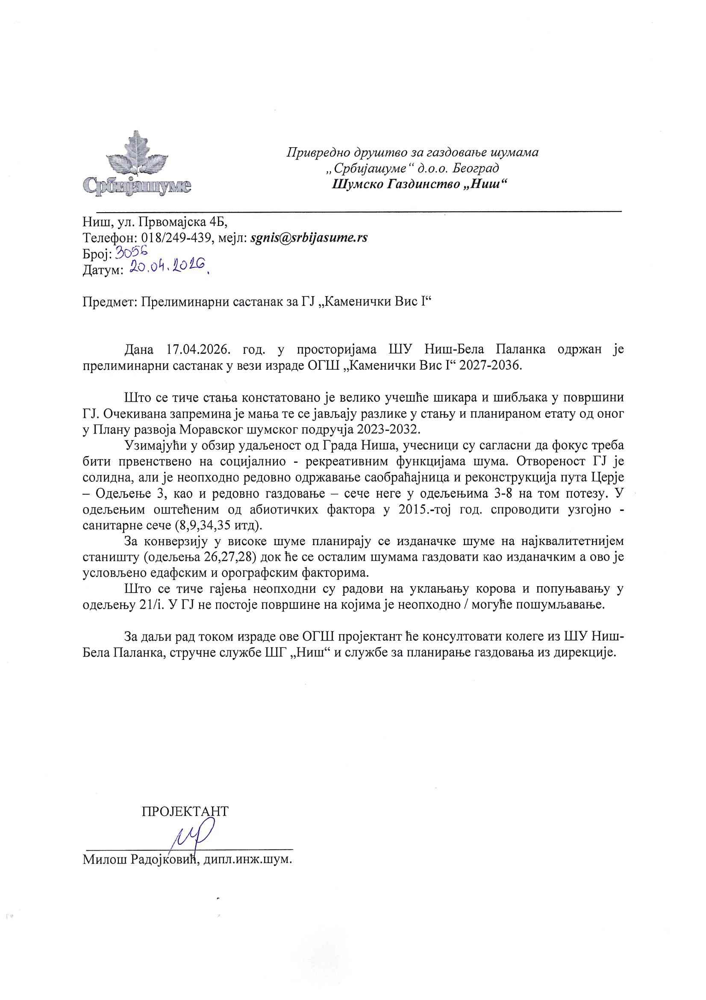 Србијашуме
Привредно друштво за газдовање шумама
„Србијашуме“ д.о.о. Београд
Шумско Газдинство „Ниш“
Ниш, ул. Првомајска 4Б,
Телефон: 018/249-439, мејл: sgnis@srbijasume.rs
Број: 3056
Датум: 20.04.2026.
Предмет: Прелиминарни састанак за ГЈ „Каменички Вис I“
Дана 17.04.2026. год. у просторијама ШУ Ниш-Бела Паланка одржан је
прелиминарни састанак у вези израде ОГШ „Каменички Вис I“ 2027-2036.
Што се тиче стања констатовано је велико учешће шикара и шибљака у површини
ГЈ. Очекивана запремина је мања те се јављају разлике у стању и планираном етату од оног
у Плану развоја Моравског шумског подручја 2023-2032.
Узимајући у обзир удаљеност од Града Ниша, учесници су сагласни да фокус треба
бити првенствено на социјалнио - рекреативним функцијама шума. Отвореност ГЈ је
солидна, али је неопходно редовно одржавање саобраћајница и реконструкција пута Церје
– Одељење 3, као и редовно газдовање – сече неге у одељењима 3-8 на том потезу. У
одељењим оштећеним од абиотичких фактора у 2015.-тој год. спроводити узгојно -
санитарне сече (8,9,34,35 итд).
За конверзију у високе шуме планирају се изданачке шуме на најквалитетнијем
станишту (одељења 26,27,28) док ће се осталим шумама газдовати као изданачким а ово је
условљено едафским и орографским факторима.
Што се тиче гајења неопходни су радови на уклањању корова и попуњавању у
одељењу 21/i. У ГЈ не постоје површине на којима је неопходно / могуће пошумљавање.
За даљи рад током израде ове ОГШ пројектант ће консултовати колеге из ШУ Ниш-
Бела Паланка, стручне службе ШГ „Ниш“ и службе за планирање газдовања из дирекције.
ПРОЈЕКТАНТ
Милош Радојковић, дипл.инж.шум.